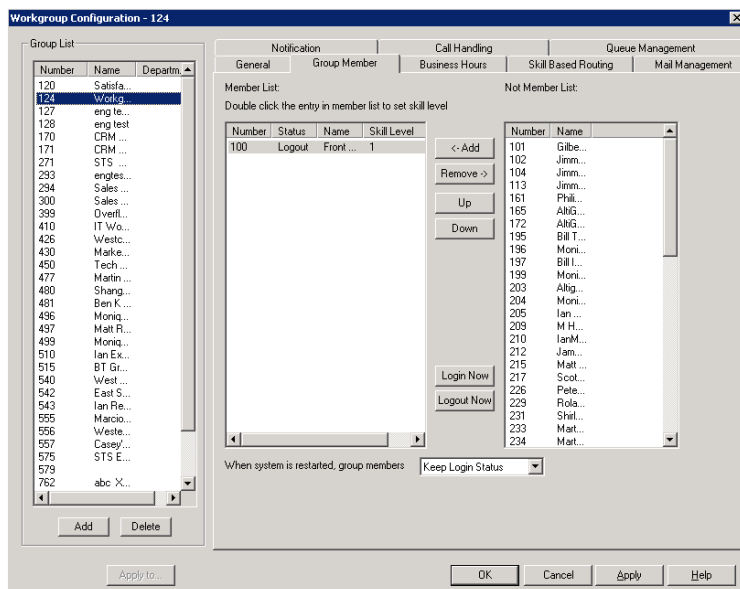 Workgroup Configuration - 124
Group List
Number Name Departm...
120 Satisfa...
124 Workg...
127 eng te...
128 eng test
170 CRM ...
171 CRM ...
271 STS ...
293 engtes...
294 Sales ...
300 Sales ...
399 Overfl...
410 IT Wo...
426 Westc...
430 Marke...
450 Tech ...
477 Martin ...
480 Shang...
481 Ben K ...
496 Moniq...
497 Matt R...
499 Moniq...
510 Ian Ex...
515 BT Gr...
540 West ...
542 East S...
543 Ian Re...
555 Marcio...
556 Weste...
557 Casey'...
575 STS E...
579
762 abc X...
Add Delete
Apply to...
Notification Call Handling Queue Management
General Group Member Business Hours Skill Based Routing Mail Management
Member List:
Double click the entry in member list to set skill level
Number Status Name Skill Level
100 Logout Front ... 1
<- Add
Remove ->
Up
Down
Login Now
Logout Now
Not Member List:
Number Name
101 Gilbe...
102 Jimm...
104 Jimm...
113 Jimm...
161 Phili...
165 AltiG...
172 AltiG...
195 Bill T...
196 Moni...
197 Bill I...
199 Moni...
203 Altig...
204 Moni...
205 Ian ...
209 M H...
210 IanM...
212 Jam...
215 Matt ...
217 Scot...
226 Pete...
229 Rola...
231 Shirl...
233 Mart...
234 Mart...
When system is restarted, group members Keep Login Status
OK Cancel Apply Help